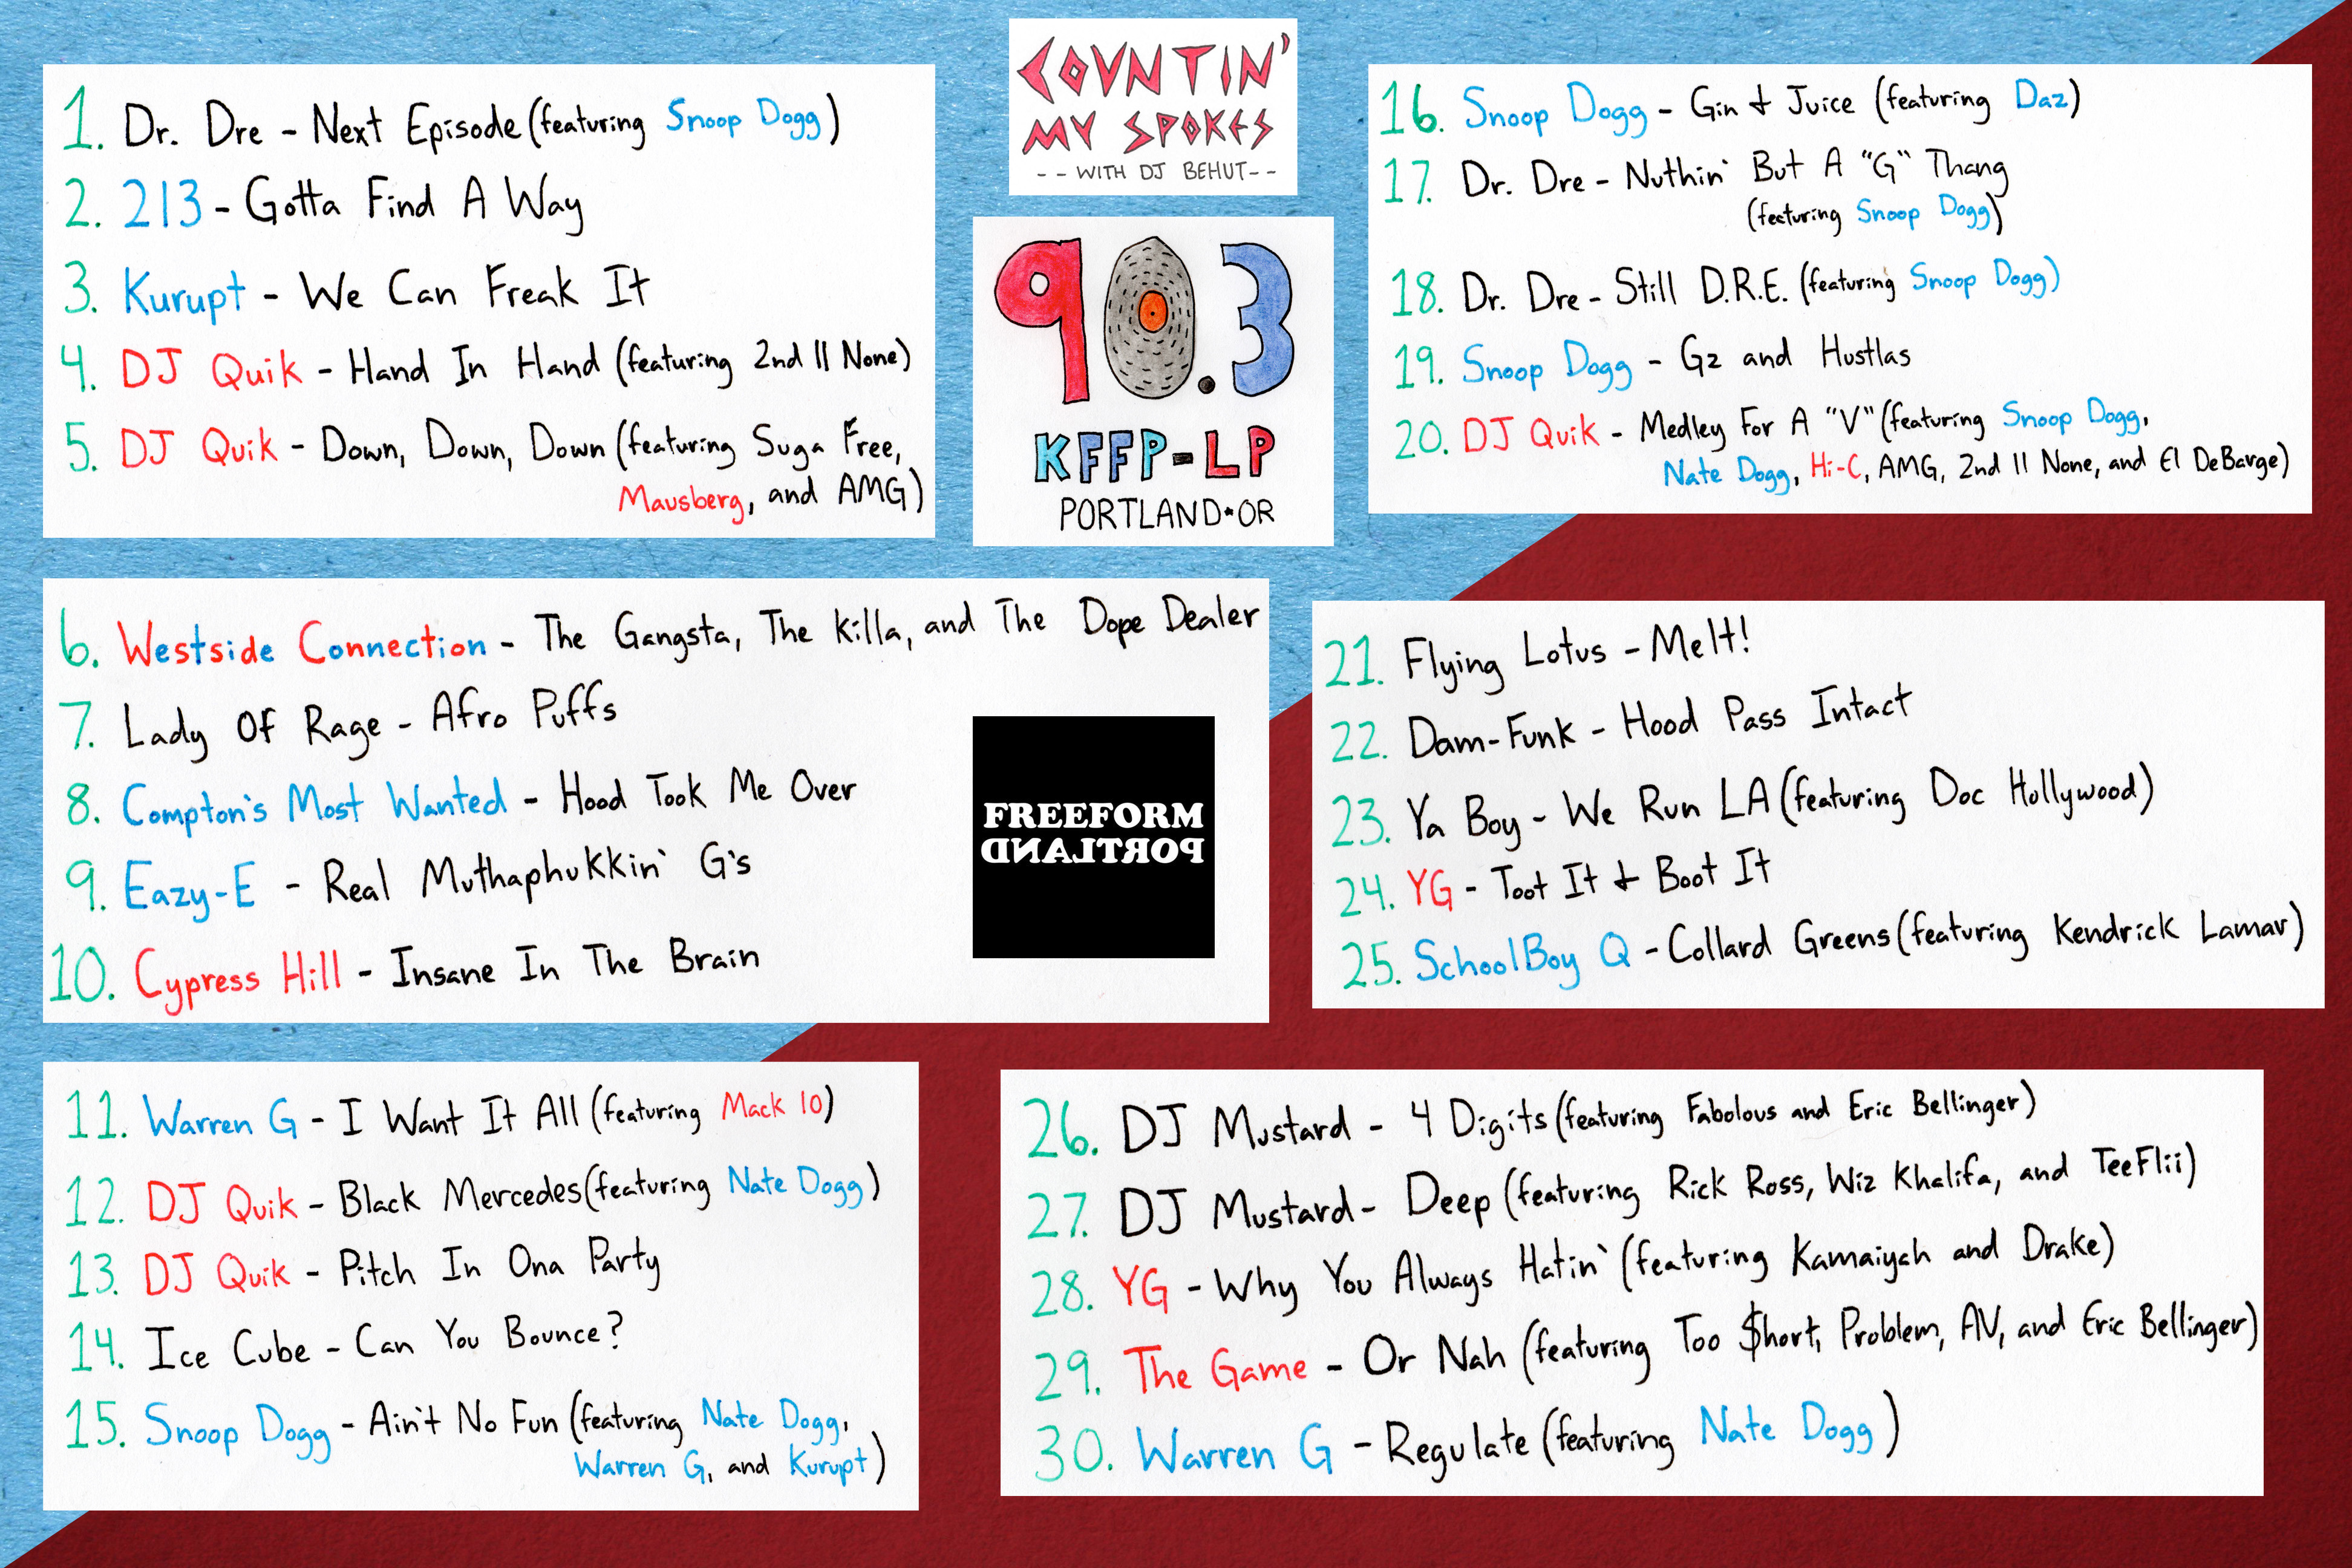 COUNTIN'
MY SPOKES
-- WITH DJ BEHUT --
90.3
KFFP-LP
PORTLAND★OR
1. Dr. Dre - Next Episode (featuring Snoop Dogg)
2. 213 - Gotta Find A Way
3. Kurupt - We Can Freak It
4. DJ Quik - Hand In Hand (featuring 2nd II None)
5. DJ Quik - Down, Down, Down (featuring Suga Free,
Mausberg, and AMG)
6. Westside Connection - The Gangsta, The Killa, and The Dope Dealer
7. Lady Of Rage - Afro Puffs
8. Compton's Most Wanted - Hood Took Me Over
9. Eazy-E - Real Muthaphukkin' G's
10. Cypress Hill - Insane In The Brain
FREEFORM
PORTLAND
11. Warren G - I Want It All (featuring Mack 10)
12. DJ Quik - Black Mercedes (featuring Nate Dogg)
13. DJ Quik - Pitch In Ona Party
14. Ice Cube - Can You Bounce?
15. Snoop Dogg - Ain't No Fun (featuring Nate Dogg,
Warren G, and Kurupt)
16. Snoop Dogg - Gin & Juice (featuring Daz)
17. Dr. Dre - Nuthin' But A "G" Thang
(featuring Snoop Dogg)
18. Dr. Dre - Still D.R.E. (featuring Snoop Dogg)
19. Snoop Dogg - Gz and Hustlas
20. DJ Quik - Medley For A "V" (featuring Snoop Dogg,
Nate Dogg, Hi-C, AMG, 2nd II None, and El DeBarge)
21. Flying Lotus - Melt!
22. Dam-Funk - Hood Pass Intact
23. Ya Boy - We Run LA (featuring Doc Hollywood)
24. YG - Toot It & Boot It
25. SchoolBoy Q - Collard Greens (featuring Kendrick Lamar)
26. DJ Mustard - 4 Digits (featuring Fabolous and Eric Bellinger)
27. DJ Mustard - Deep (featuring Rick Ross, Wiz Khalifa, and TeeFlii)
28. YG - Why You Always Hatin' (featuring Kamaiyah and Drake)
29. The Game - Or Nah (featuring Too $hort, Problem, AV, and Eric Bellinger)
30. Warren G - Regulate (featuring Nate Dogg)